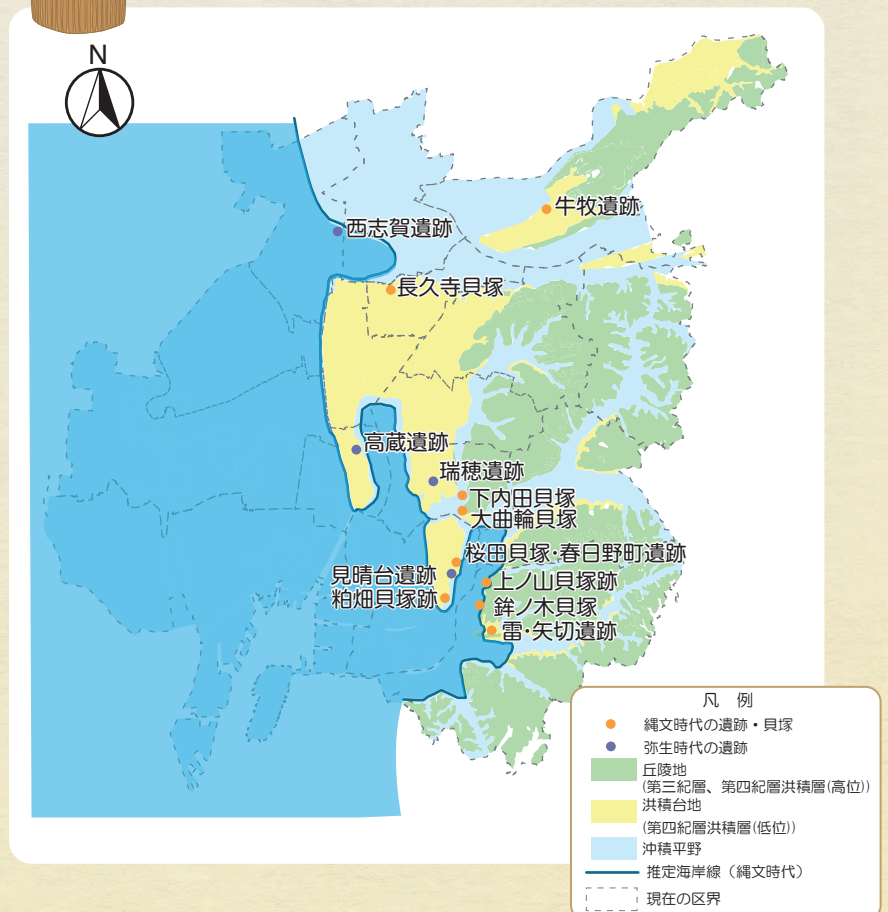 N
牛牧遺跡
西志賀遺跡
長久寺貝塚
高蔵遺跡
瑞穂遺跡
下内田貝塚
大曲輪貝塚
桜田貝塚・春日野町遺跡
見晴台遺跡
上ノ山貝塚跡
粕畑貝塚跡
鉾ノ木貝塚
雷・矢切遺跡
凡 例
縄文時代の遺跡・貝塚
弥生時代の遺跡
丘陵地
(第三紀層、第四紀層洪積層(高位))
洪積台地
(第四紀層洪積層(低位))
沖積平野
推定海岸線（縄文時代）
現在の区界